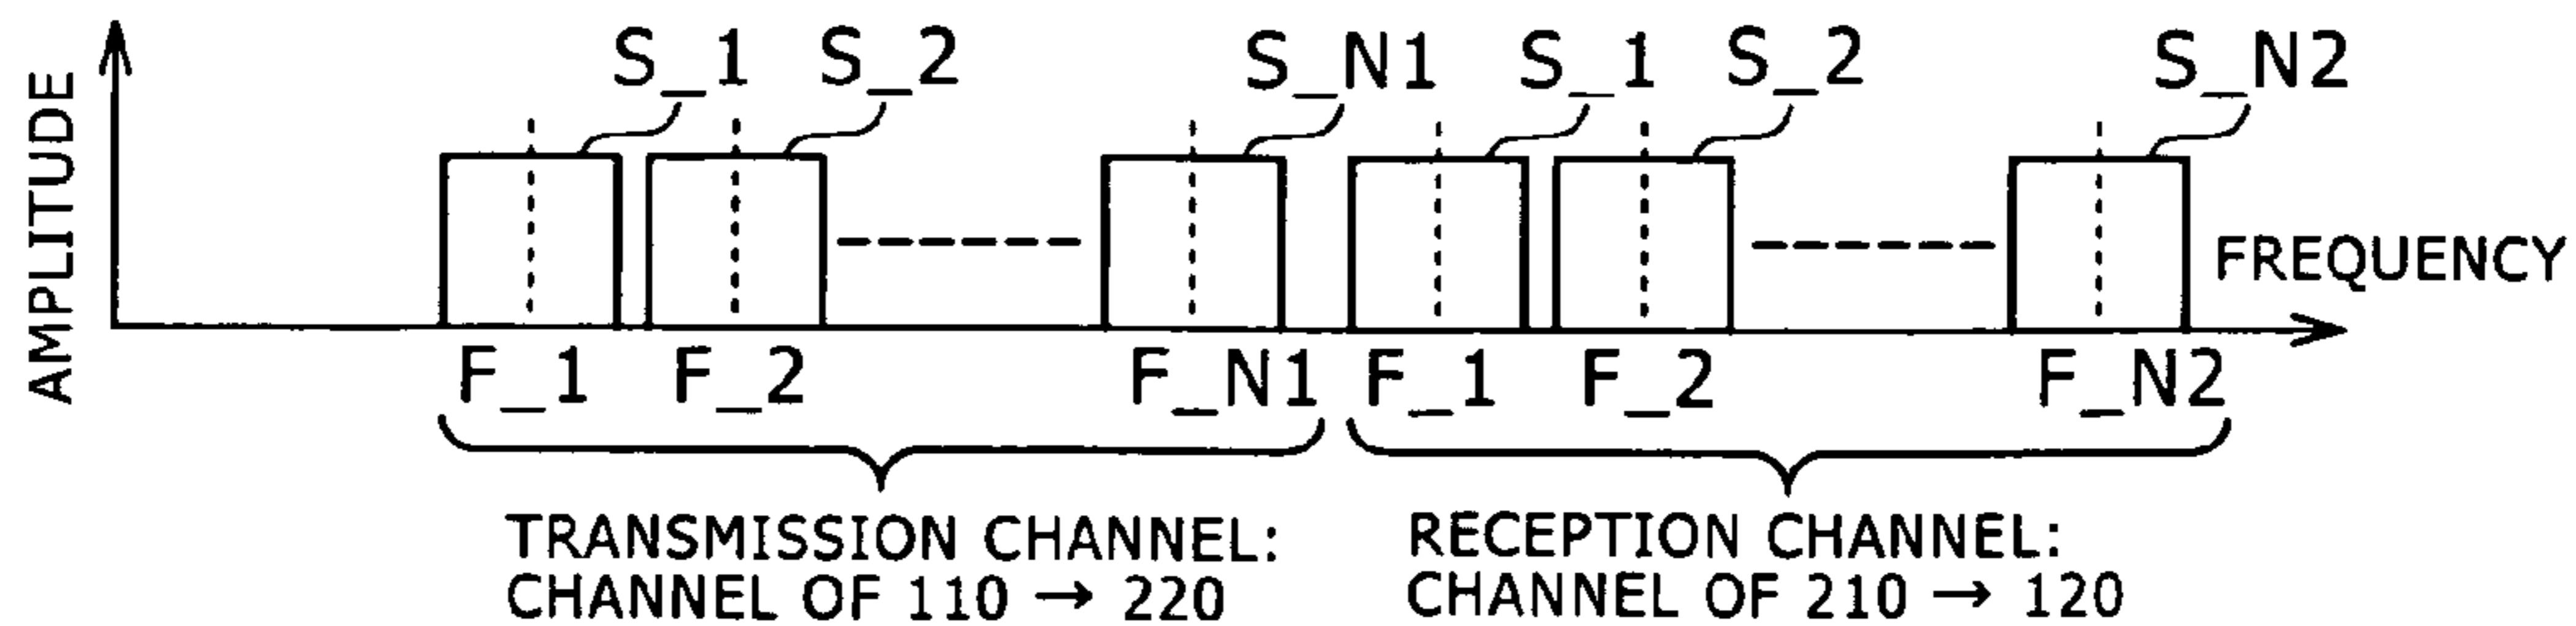 AMPLITUDE
S_1 S_2 S_N1 S_1 S_2 S_N2
FREQUENCY
F_1 F_2 F_N1 F_1 F_2 F_N2
TRANSMISSION CHANNEL:
CHANNEL OF 110 → 220
RECEPTION CHANNEL:
CHANNEL OF 210 → 120